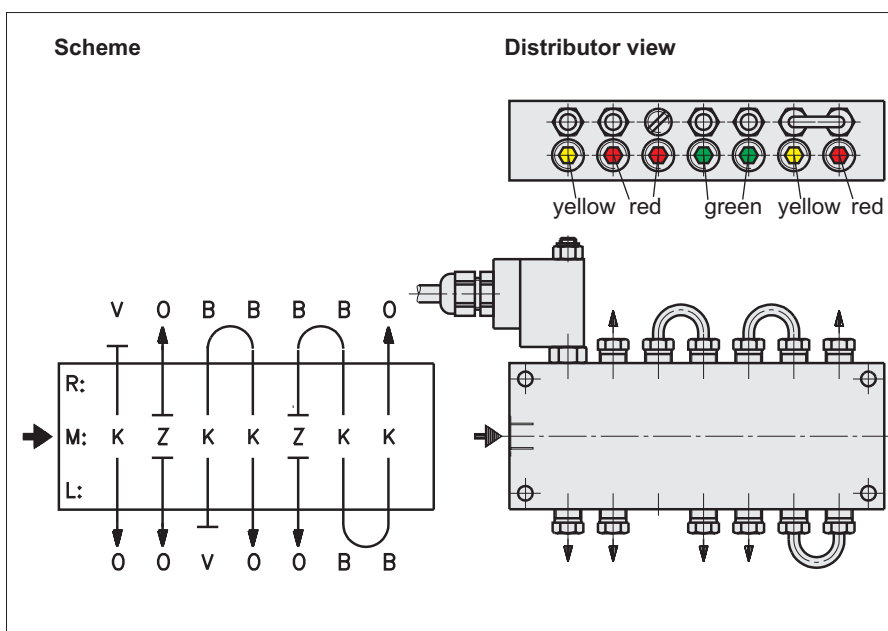 Scheme
Distributor view
yellow red green yellow red
V O B B B B O
R:
M: K Z K K Z K K
L:
O O V O O B B